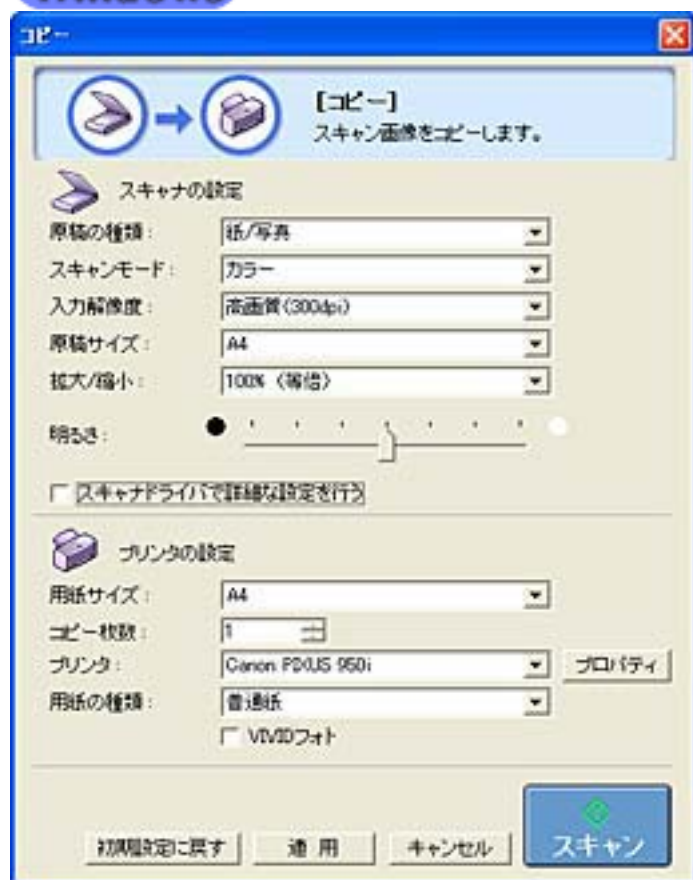 コピー
[コピー]
スキャン画像をコピーします。
スキャナの設定
原稿の種類: 紙/写真
スキャンモード: カラー
入力解像度: 高画質(300dpi)
原稿サイズ: A4
拡大/縮小: 100% (等倍)
明るさ:
スキャナドライバで詳細な設定を行う
プリンタの設定
用紙サイズ: A4
コピー枚数: 1
プリンタ: Canon PIXUS 950i プロパティ
用紙の種類: 普通紙
VIVIDフォト
初期設定に戻す 適 用 キャンセル スキャン